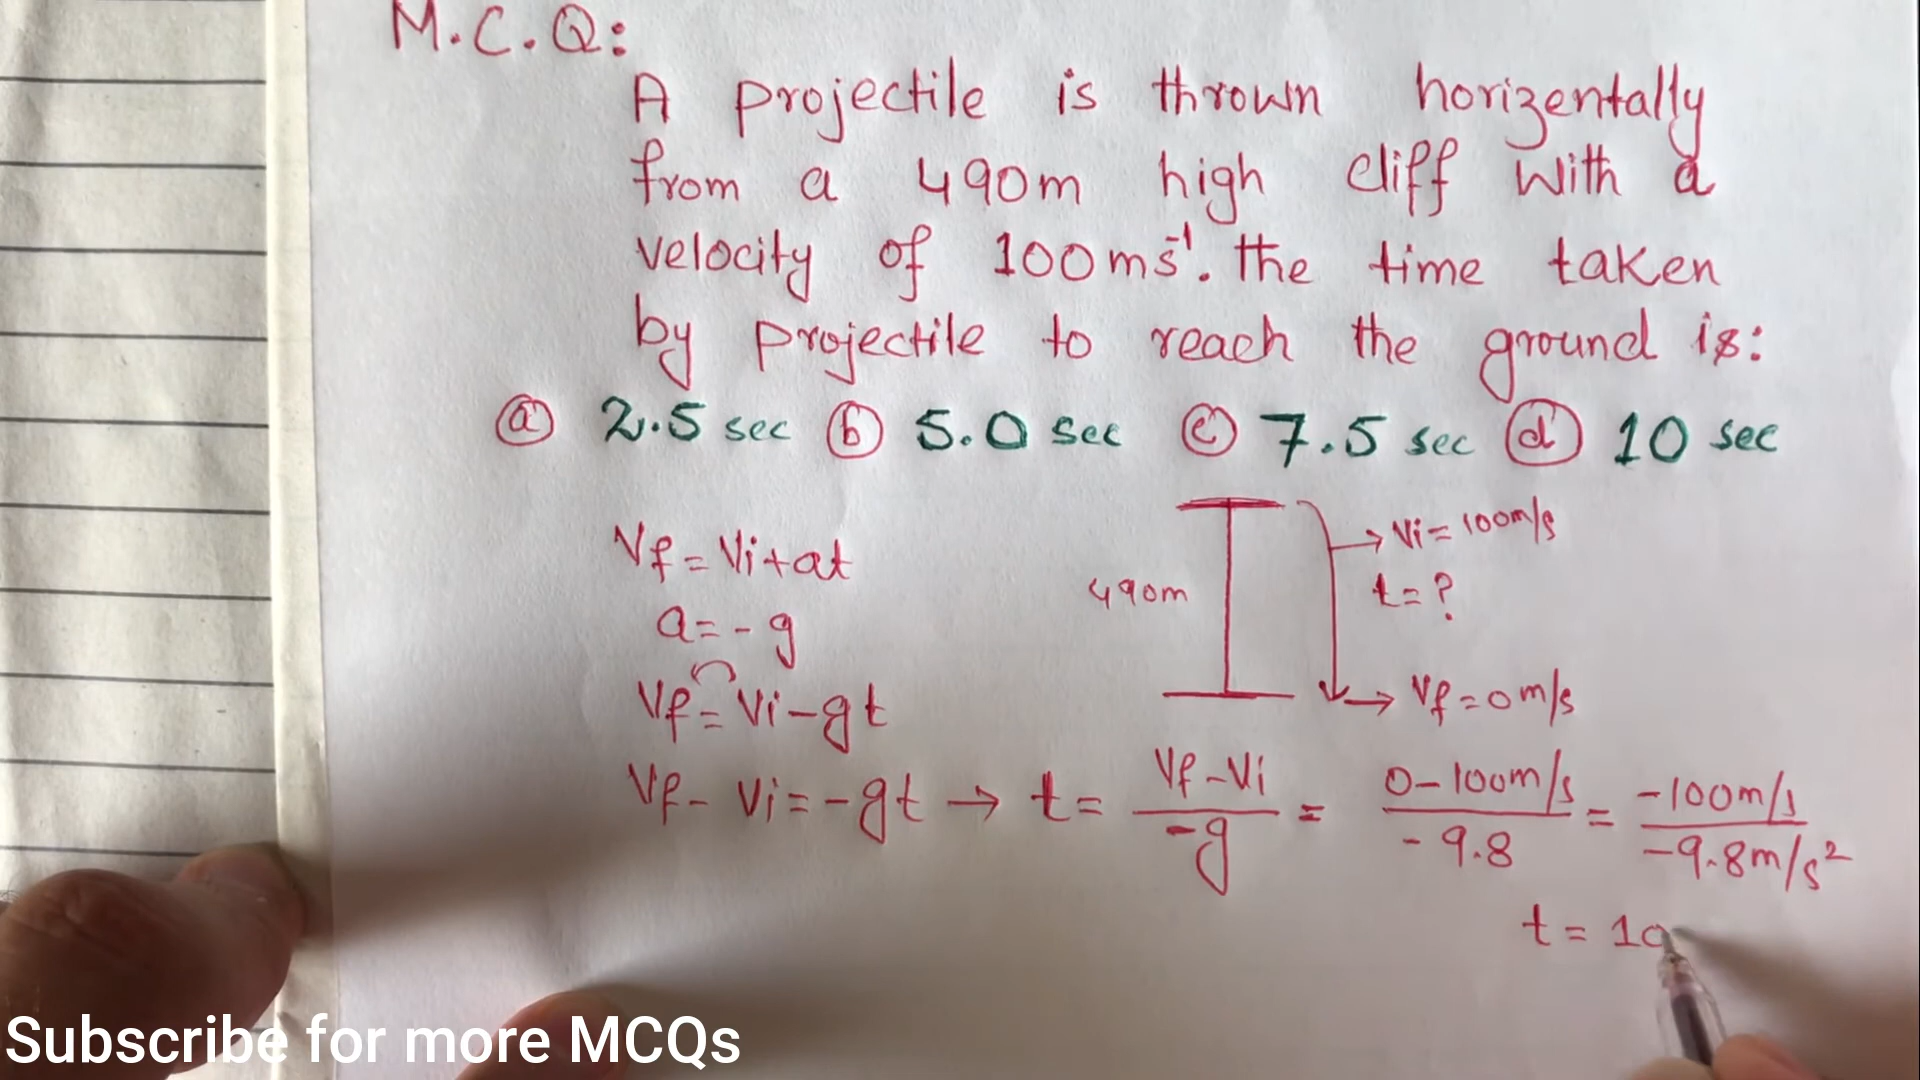 M.C.Q:
A projectile is thrown horizentally
from a 490m high cliff with a
velocity of 100ms⁻¹. the time taken
by projectile to reach the ground is:
(a) 2.5 sec (b) 5.0 sec (c) 7.5 sec (d) 10 sec
Vf = Vi + at
a = - g
Vf = Vi - gt
Vf - Vi = - gt → t = (Vf - Vi)/(-g) = (0 - 100m/s)/(-9.8) = (-100m/s)/(-9.8m/s²)
t = 10
490m
→ Vi = 100m/s
t = ?
→ Vf = 0m/s
Subscribe for more MCQs